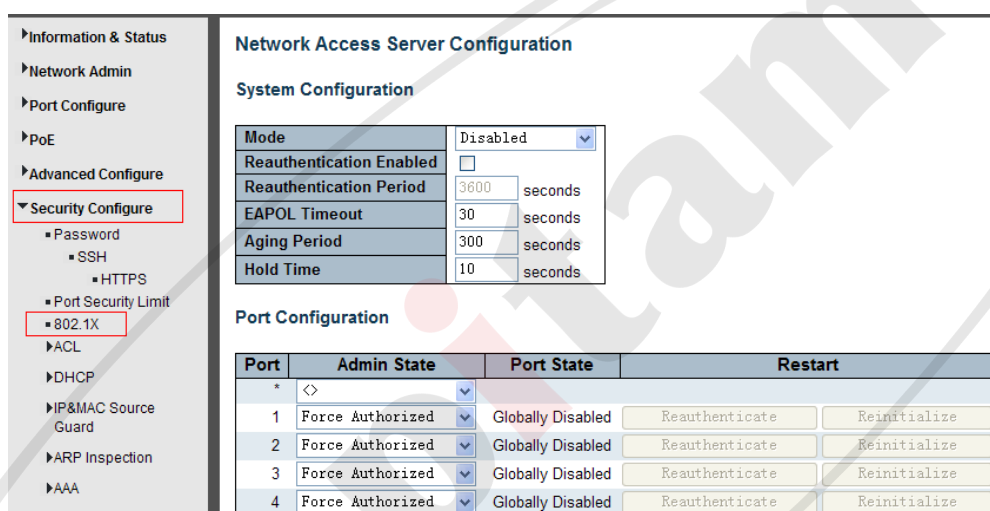 Information & Status
Network Admin
Port Configure
PoE
Advanced Configure
Security Configure
Password
SSH
HTTPS
Port Security Limit
802.1X
ACL
DHCP
IP&MAC Source
Guard
ARP Inspection
AAA
Network Access Server Configuration
System Configuration
Mode Disabled
Reauthentication Enabled
Reauthentication Period 3600 seconds
EAPOL Timeout 30 seconds
Aging Period 300 seconds
Hold Time 10 seconds
Port Configuration
Port Admin State Port State Restart
* <>
1 Force Authorized Globally Disabled Reauthenticate Reinitialize
2 Force Authorized Globally Disabled Reauthenticate Reinitialize
3 Force Authorized Globally Disabled Reauthenticate Reinitialize
4 Force Authorized Globally Disabled Reauthenticate Reinitialize